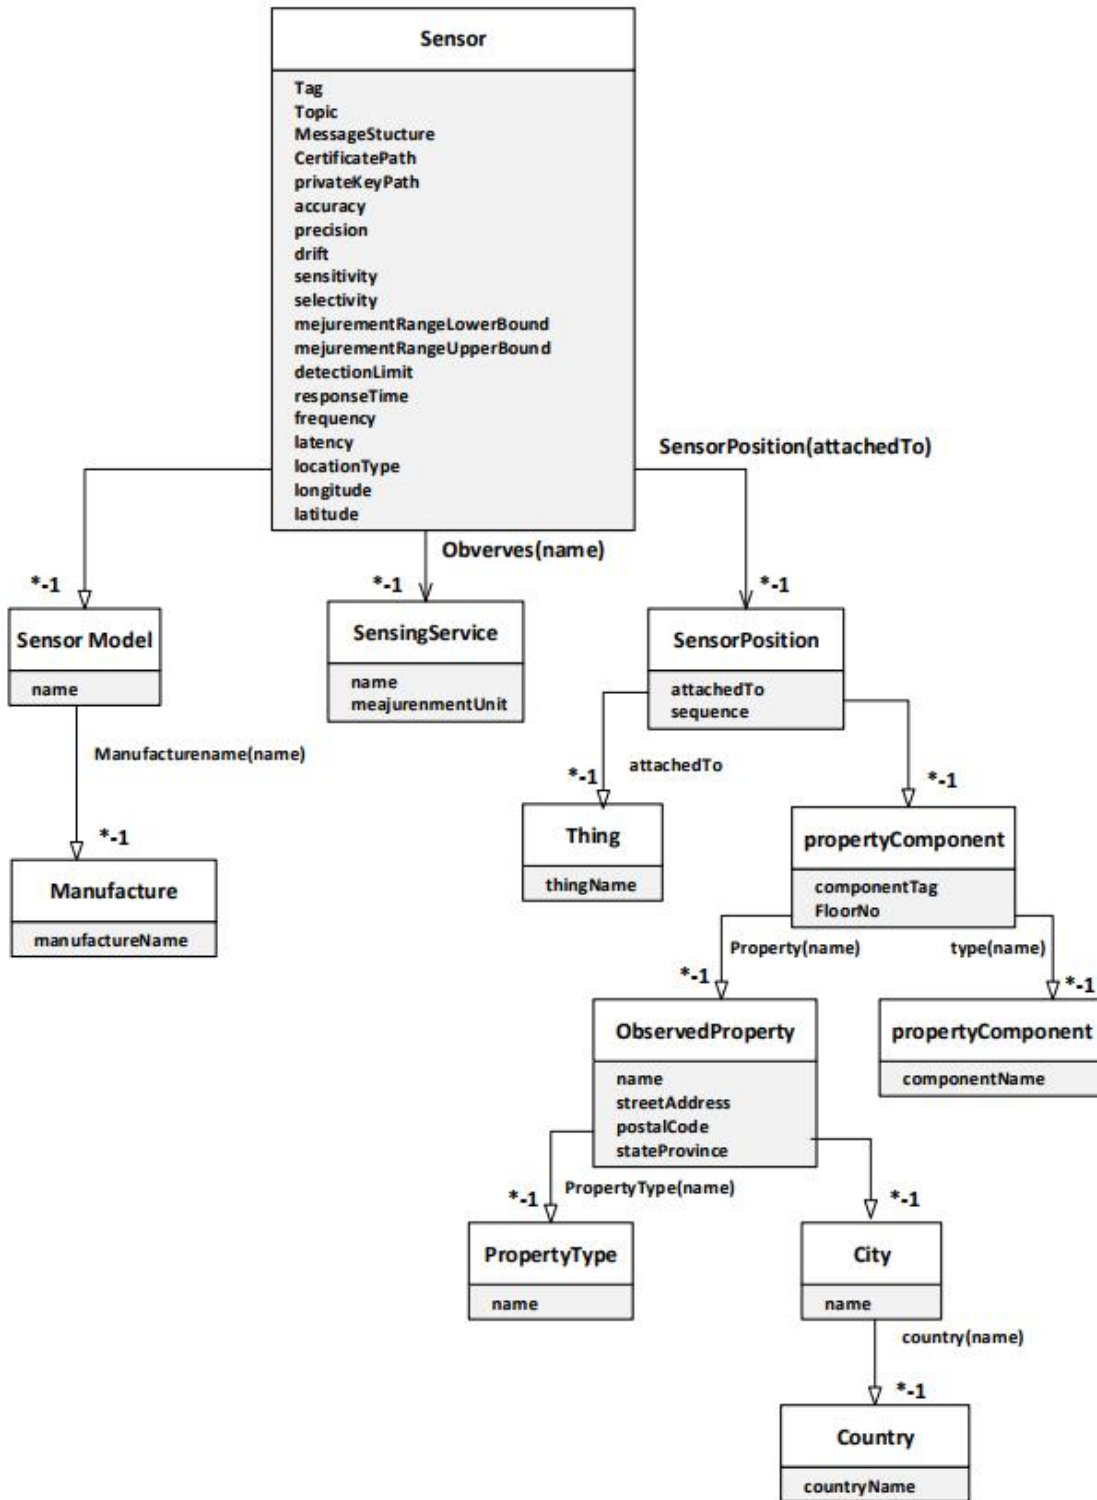 Sensor
Tag
Topic
MessageStucture
CertificatePath
privateKeyPath
accuracy
precision
drift
sensitivity
selectivity
mejurementRangeLowerBound
mejurementRangeUpperBound
detectionLimit
responseTime
frequency
latency
locationType
longitude
latitude
SensorPosition(attachedTo)
Obverves(name)
*-1
*-1
*-1
Sensor Model
name
SensingService
name
meajurenmentUnit
SensorPosition
attachedTo
sequence
Manufacturename(name)
*-1
Manufacture
manufactureName
attachedTo
*-1
*-1
Thing
thingName
propertyComponent
componentTag
FloorNo
Property(name)
type(name)
*-1
*-1
ObservedProperty
name
streetAddress
postalCode
stateProvince
propertyComponent
componentName
PropertyType(name)
*-1
*-1
PropertyType
name
City
name
country(name)
*-1
Country
countryName